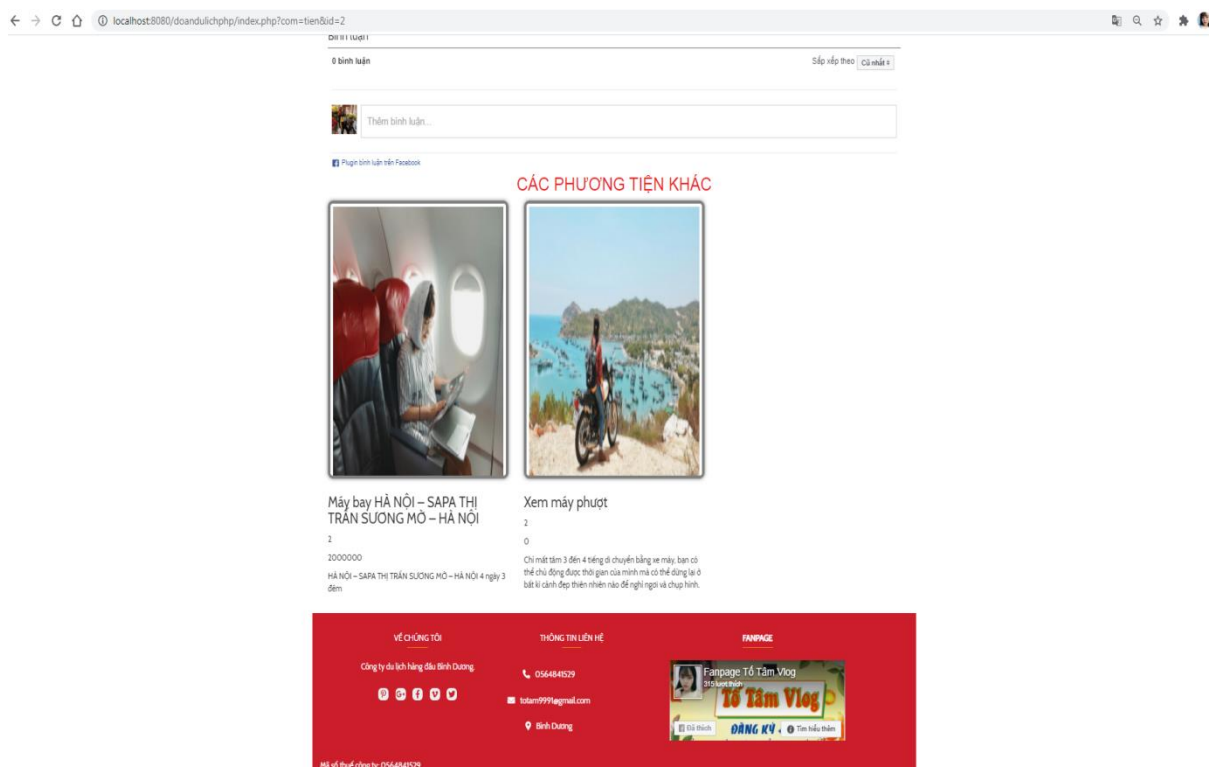 localhost:8080/doandulichphp/index.php?com=tien&id=2
Bình luận
0 bình luận
Sắp xếp theo Cũ nhất
Thêm bình luận...
Plugin bình luận trên Facebook
CÁC PHƯƠNG TIỆN KHÁC
Máy bay HÀ NỘI – SAPA THỊ
TRẤN SƯƠNG MỜ – HÀ NỘI
2
2000000
HÀ NỘI – SAPA THỊ TRẤN SƯƠNG MỜ – HÀ NỘI 4 ngày 3
đêm
Xem máy phượt
2
0
Chỉ mất tầm 3 đến 4 tiếng di chuyển bằng xe máy, bạn có
thể chủ động được thời gian của mình mà có thể dừng lại ở
bất kì cảnh đẹp thiên nhiên nào để nghỉ ngơi và chụp hình.
VỀ CHÚNG TÔI
Công ty du lịch hàng đầu Bình Dương.
THÔNG TIN LIÊN HỆ
0564841529
totam9991@gmail.com
Bình Dương
FANPAGE
Fanpage Tố Tâm Vlog
315 lượt thích
Tố Tâm Vlog
Đã thích
ĐĂNG KÝ
Tìm hiểu thêm
Mã số thuế công ty: 0564841529